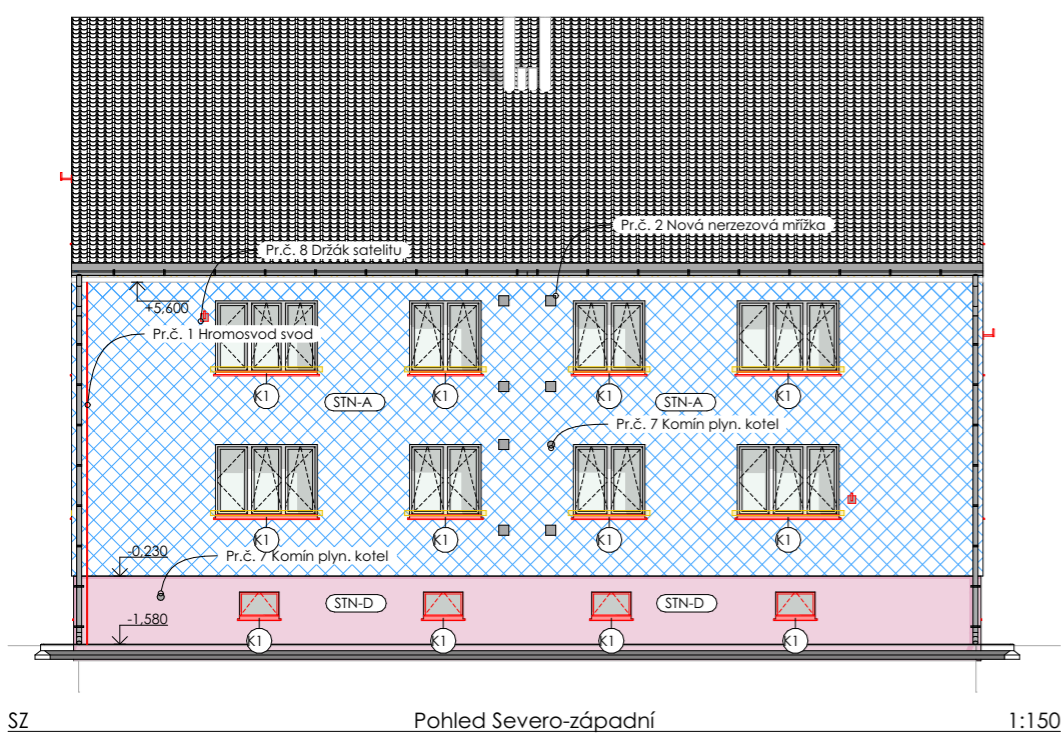 Pr.č. 2 Nová nerezová mřížka
Pr.č. 8 Držák satelitu
+5,600
Pr.č. 1 Hromosvod svod
K1
K1
K1
K1
STN-A
STN-A
Pr.č. 7 Komín plyn. kotel
K1
K1
K1
K1
-0,230
Pr.č. 7 Komín plyn. kotel
STN-D
STN-D
-1,580
K1
K1
K1
K1
SZ
Pohled Severo-západní
1:150